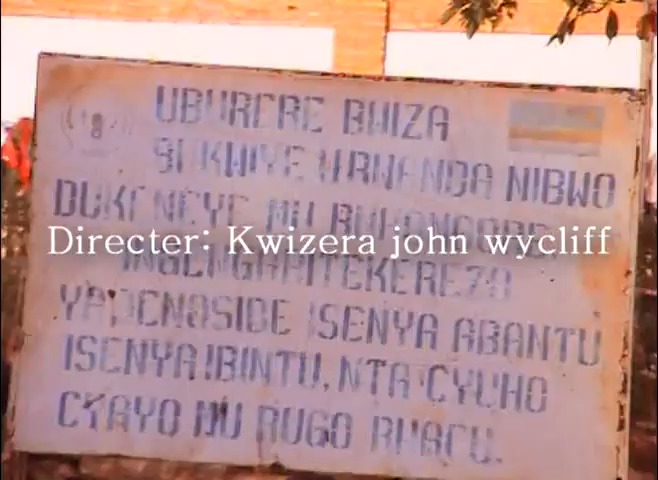 UBURERE BWIZA
BUKWIYE URWANDA NIBWO
DUKENEYE MU
Directer: Kwizera john wycliff
INGENGABITEKEREZO
YAJENOSIDE ISENYA ABANTU
ISENYA IBINTU, NTA CYUHO
CYAYO MU RUGO RWACU.